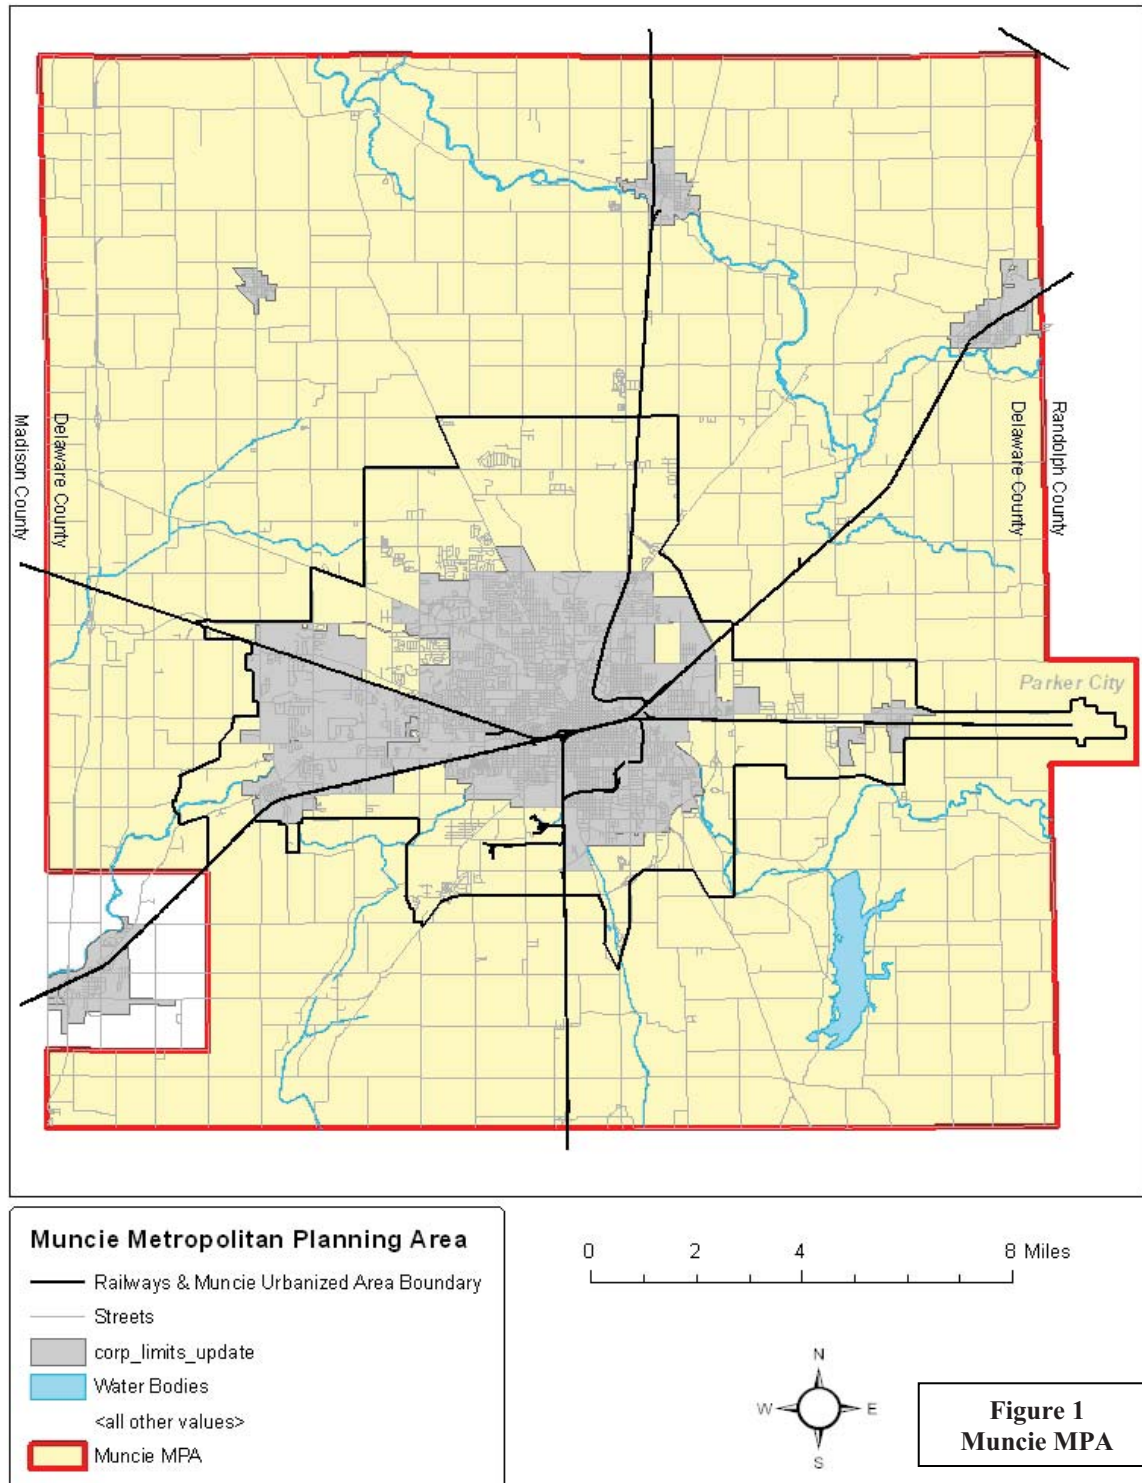 Madison County
Delaware County
Randolph County
Delaware County
Parker City
Muncie Metropolitan Planning Area
Railways & Muncie Urbanized Area Boundary
Streets
corp_limits_update
Water Bodies
<all other values>
Muncie MPA
0 2 4 8 Miles
N
W E
S
Figure 1
Muncie MPA